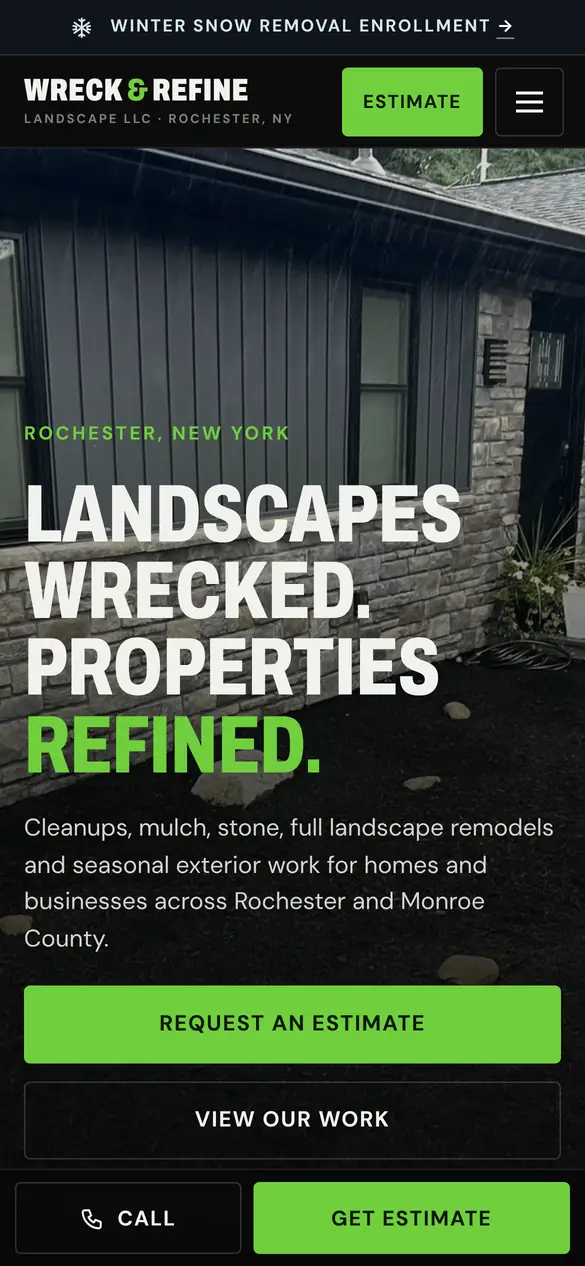 WINTER SNOW REMOVAL ENROLLMENT →
WRECK & REFINE
LANDSCAPE LLC · ROCHESTER, NY
ESTIMATE
ROCHESTER, NEW YORK
LANDSCAPES
WRECKED.
PROPERTIES
REFINED.
Cleanups, mulch, stone, full landscape remodels
and seasonal exterior work for homes and
businesses across Rochester and Monroe
County.
REQUEST AN ESTIMATE
VIEW OUR WORK
CALL
GET ESTIMATE